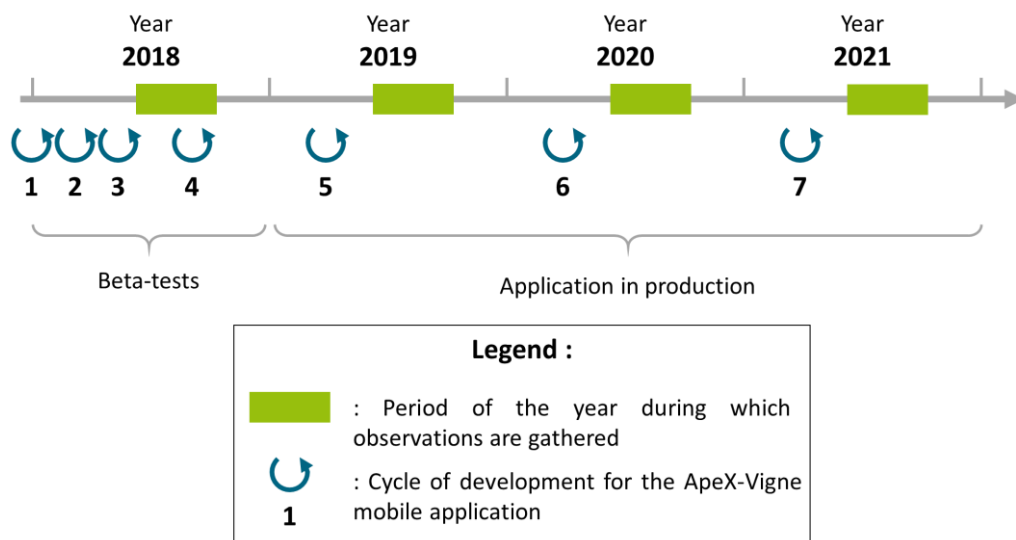 Year Year Year Year
2018 2019 2020 2021
1 2 3 4 5 6 7
Beta-tests Application in production
Legend :
: Period of the year during which
observations are gathered
: Cycle of development for the ApeX-Vigne
1 mobile application